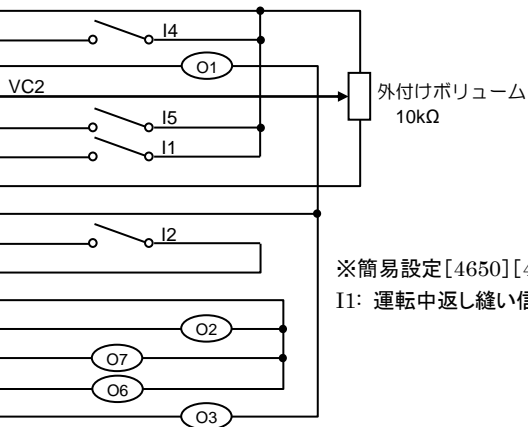 I4
O1
VC2
外付けボリューム
10kΩ
I5
I1
I2
※簡易設定[4650][4
I1: 運転中返し縫い信
O2
O7
O6
O3